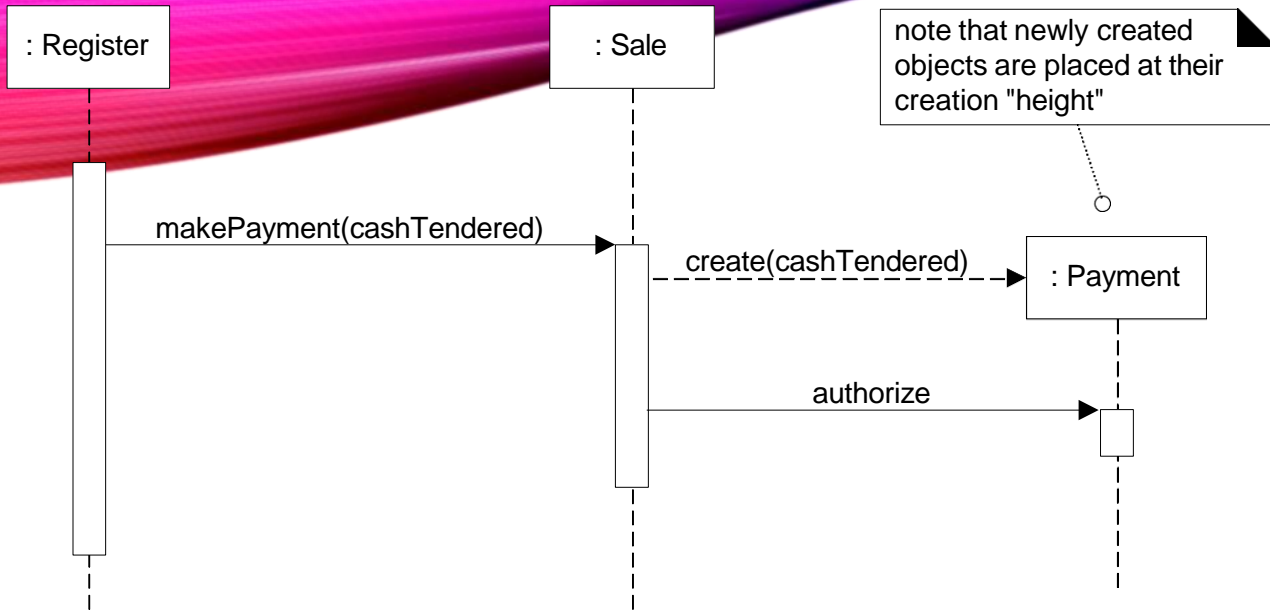 : Register
: Sale
note that newly created
objects are placed at their
creation "height"
makePayment(cashTendered)
create(cashTendered)
: Payment
authorize